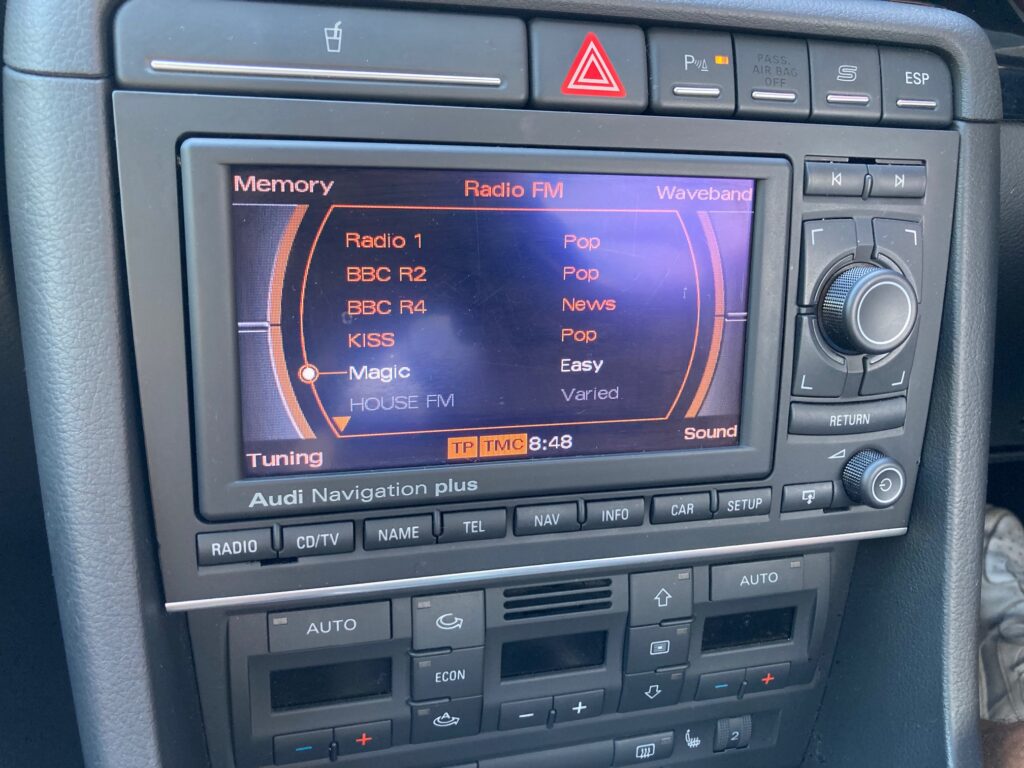 P
PASS.
AIR BAG
OFF
ESP
Memory Radio FM Waveband
Radio 1 Pop
BBC R2 Pop
BBC R4 News
KISS Pop
Magic Easy
HOUSE FM Varied
TP TMC 8:48
Tuning Sound
Audi Navigation plus
RETURN
RADIO CD/TV NAME TEL NAV INFO CAR SETUP
AUTO AUTO
ECON
- +
- +
- +
2